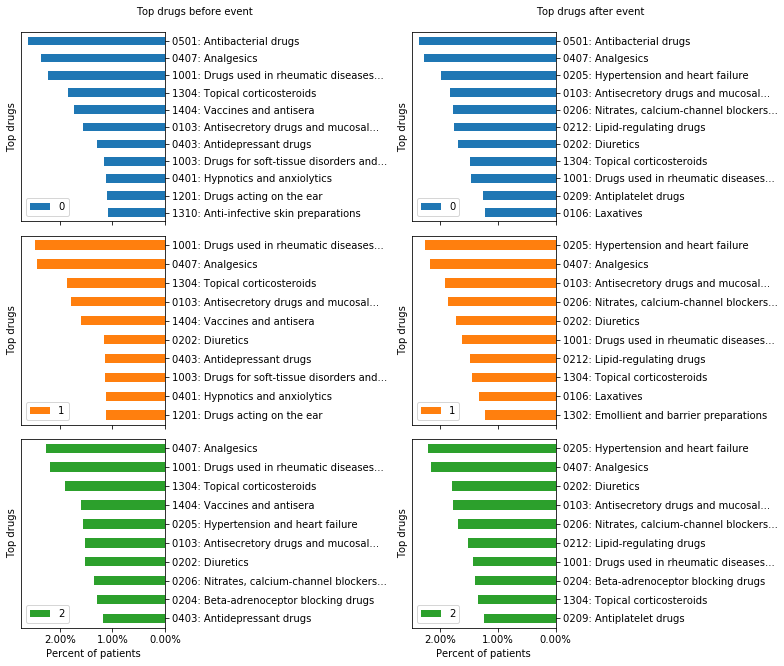 Top drugs before event
Top drugs
0501: Antibacterial drugs
0407: Analgesics
1001: Drugs used in rheumatic diseases...
1304: Topical corticosteroids
1404: Vaccines and antisera
0103: Antisecretory drugs and mucosal...
0403: Antidepressant drugs
1003: Drugs for soft-tissue disorders and...
0401: Hypnotics and anxiolytics
1201: Drugs acting on the ear
1310: Anti-infective skin preparations
0
Top drugs
1001: Drugs used in rheumatic diseases...
0407: Analgesics
1304: Topical corticosteroids
0103: Antisecretory drugs and mucosal...
1404: Vaccines and antisera
0202: Diuretics
0403: Antidepressant drugs
1003: Drugs for soft-tissue disorders and...
0401: Hypnotics and anxiolytics
1201: Drugs acting on the ear
1
Top drugs
0407: Analgesics
1001: Drugs used in rheumatic diseases...
1304: Topical corticosteroids
1404: Vaccines and antisera
0205: Hypertension and heart failure
0103: Antisecretory drugs and mucosal...
0202: Diuretics
0206: Nitrates, calcium-channel blockers...
0204: Beta-adrenoceptor blocking drugs
0403: Antidepressant drugs
2
2.00% 1.00% 0.00%
Percent of patients
Top drugs after event
Top drugs
0501: Antibacterial drugs
0407: Analgesics
0205: Hypertension and heart failure
0103: Antisecretory drugs and mucosal...
0206: Nitrates, calcium-channel blockers...
0212: Lipid-regulating drugs
0202: Diuretics
1304: Topical corticosteroids
1001: Drugs used in rheumatic diseases...
0209: Antiplatelet drugs
0106: Laxatives
0
Top drugs
0205: Hypertension and heart failure
0407: Analgesics
0103: Antisecretory drugs and mucosal...
0206: Nitrates, calcium-channel blockers...
0202: Diuretics
1001: Drugs used in rheumatic diseases...
0212: Lipid-regulating drugs
1304: Topical corticosteroids
0106: Laxatives
1302: Emollient and barrier preparations
1
Top drugs
0205: Hypertension and heart failure
0407: Analgesics
0202: Diuretics
0103: Antisecretory drugs and mucosal...
0206: Nitrates, calcium-channel blockers...
0212: Lipid-regulating drugs
1001: Drugs used in rheumatic diseases...
0204: Beta-adrenoceptor blocking drugs
1304: Topical corticosteroids
0209: Antiplatelet drugs
2
2.00% 1.00% 0.00%
Percent of patients